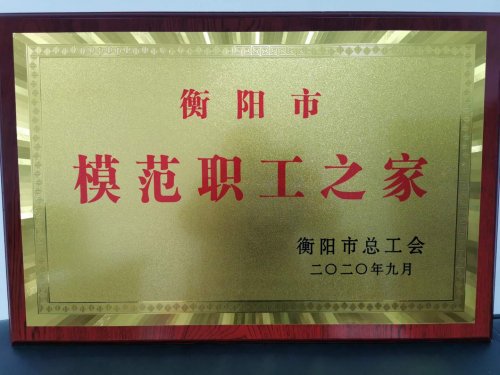 衡阳市
模范职工之家
衡阳市总工会
二〇二〇年九月